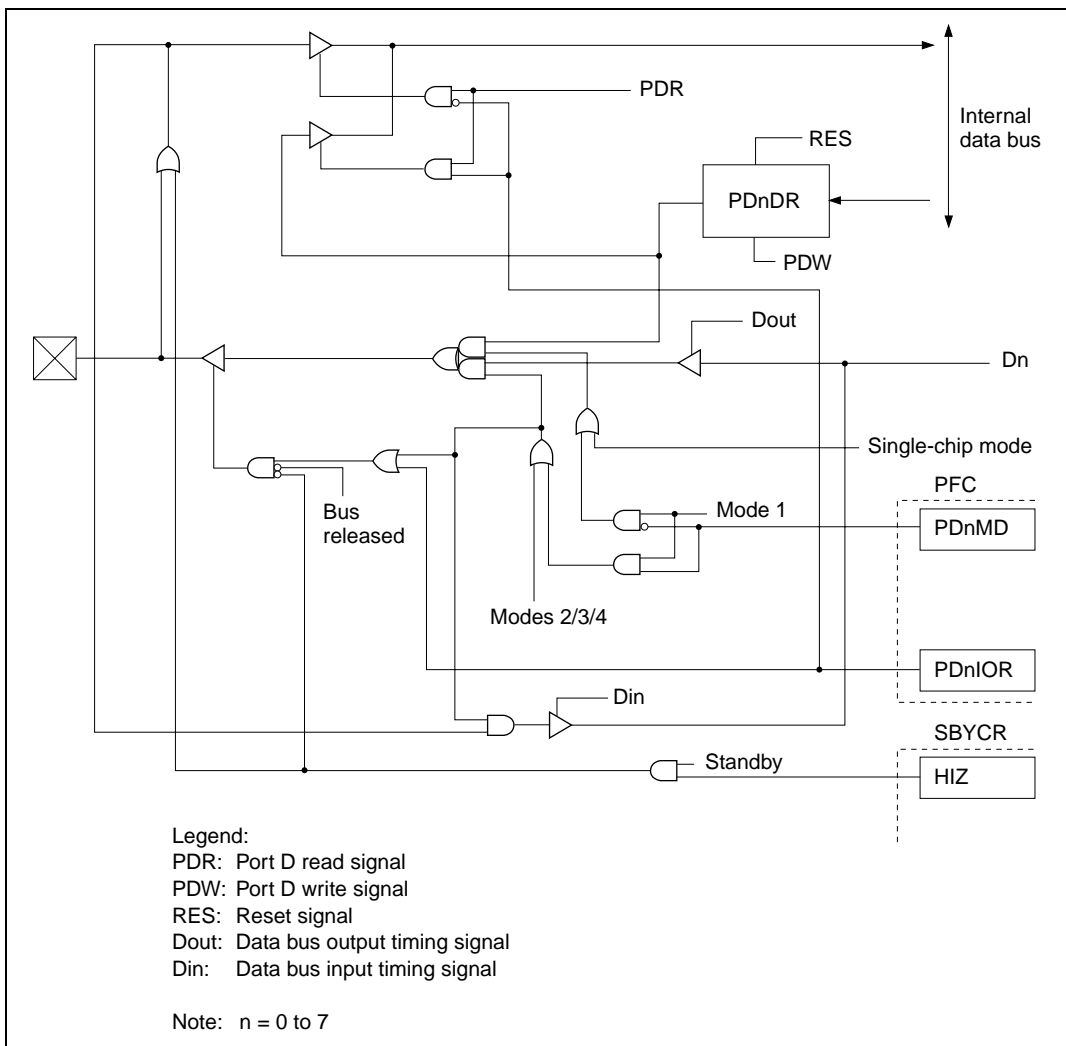 PDR
Internal
data bus
RES
PDnDR
PDW
Dout
Dn
Single-chip mode
PFC
Bus
released
Mode 1
PDnMD
Modes 2/3/4
PDnIOR
Din
SBYCR
Standby
HIZ
Legend:
PDR: Port D read signal
PDW: Port D write signal
RES: Reset signal
Dout: Data bus output timing signal
Din: Data bus input timing signal
Note: n = 0 to 7